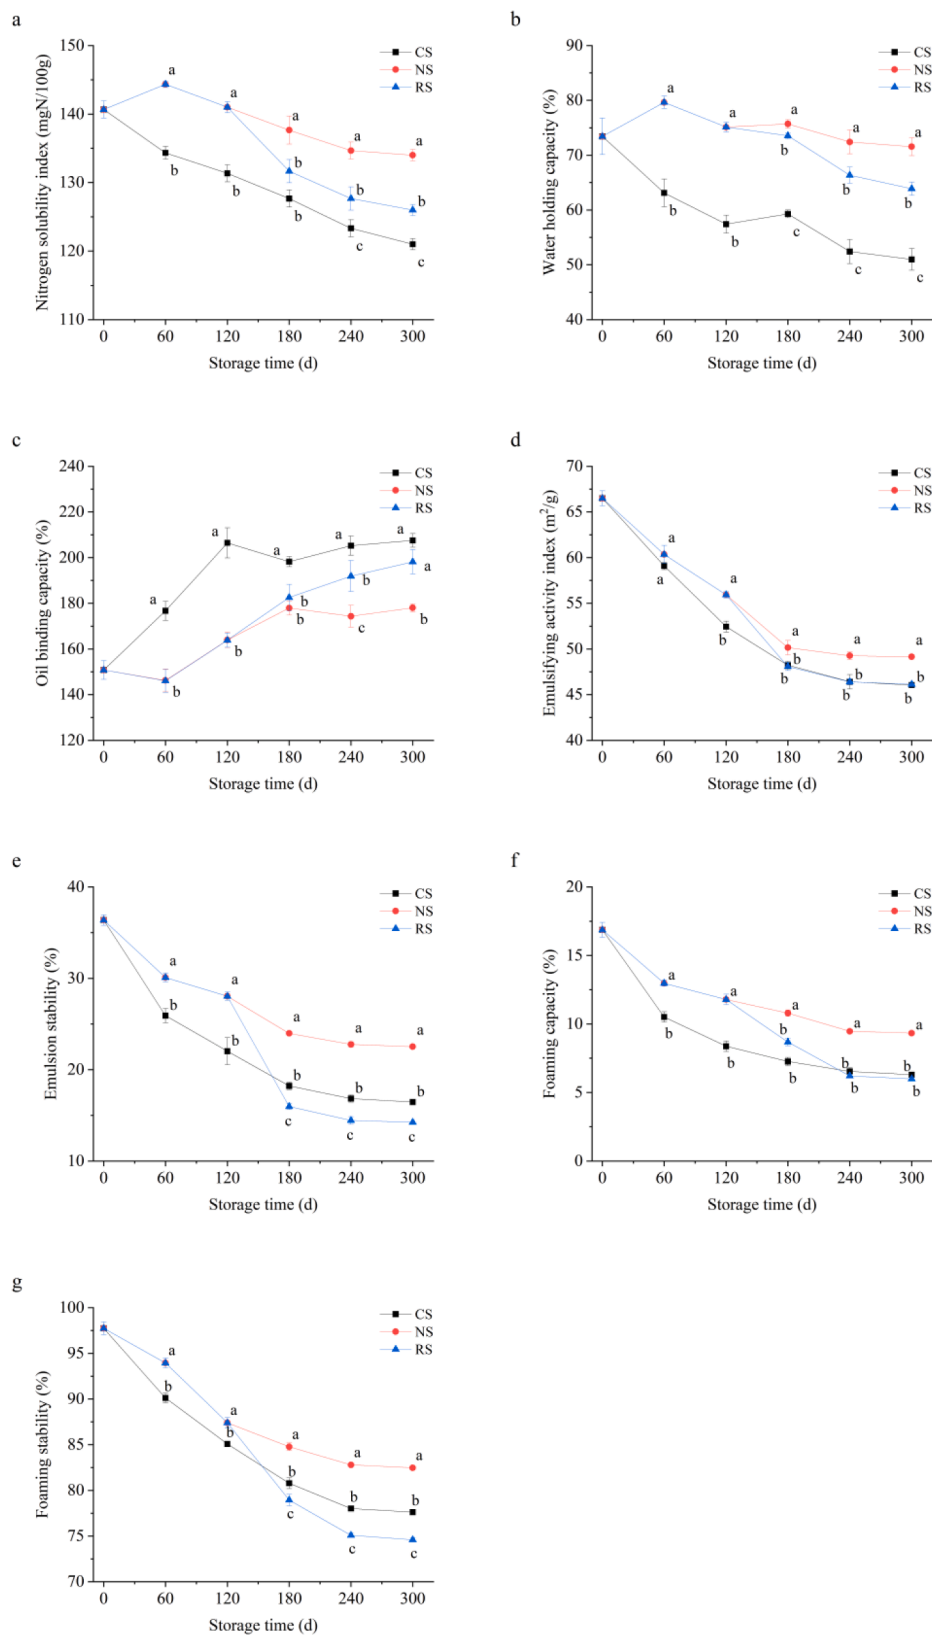 a
Nitrogen solubility index (mgN/100g)
150
140
130
120
110
0 60 120 180 240 300
Storage time (d)
CS
NS
RS
a a a a a
b b b b b
b b c c
b
Water holding capacity (%)
90
80
70
60
50
40
0 60 120 180 240 300
Storage time (d)
CS
NS
RS
a a a a a
b b b
b b c c c
c
Oil binding capacity (%)
240
220
200
180
160
140
120
0 60 120 180 240 300
Storage time (d)
CS
NS
RS
a a a a a
b a
b b b c b
d
Emulsifying activity index (m²/g)
70
65
60
55
50
45
40
0 60 120 180 240 300
Storage time (d)
CS
NS
RS
a a a a a
a b b b b
b b b
e
Emulsion stability (%)
40
30
20
10
0 60 120 180 240 300
Storage time (d)
CS
NS
RS
a a a a a
b b b b b
c c c
f
Foaming capacity (%)
20
15
10
5
0
0 60 120 180 240 300
Storage time (d)
CS
NS
RS
a a a a a
b b b
b b b b b
g
Foaming stability (%)
100
95
90
85
80
75
70
0 60 120 180 240 300
Storage time (d)
CS
NS
RS
a a a a a
b b b b b
c c c